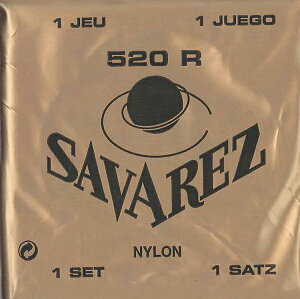 1 JEU 1 JUEGO
520 R
SAVAREZ
NYLON
1 SET 1 SATZ